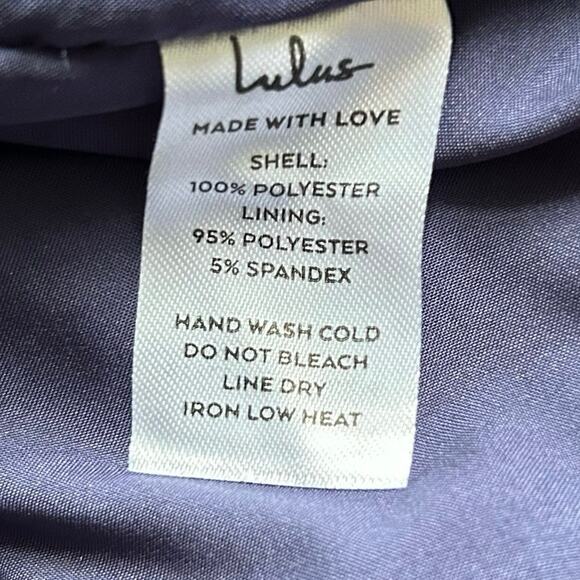 Lulus
MADE WITH LOVE
SHELL:
100% POLYESTER
LINING:
95% POLYESTER
5% SPANDEX
HAND WASH COLD
DO NOT BLEACH
LINE DRY
IRON LOW HEAT